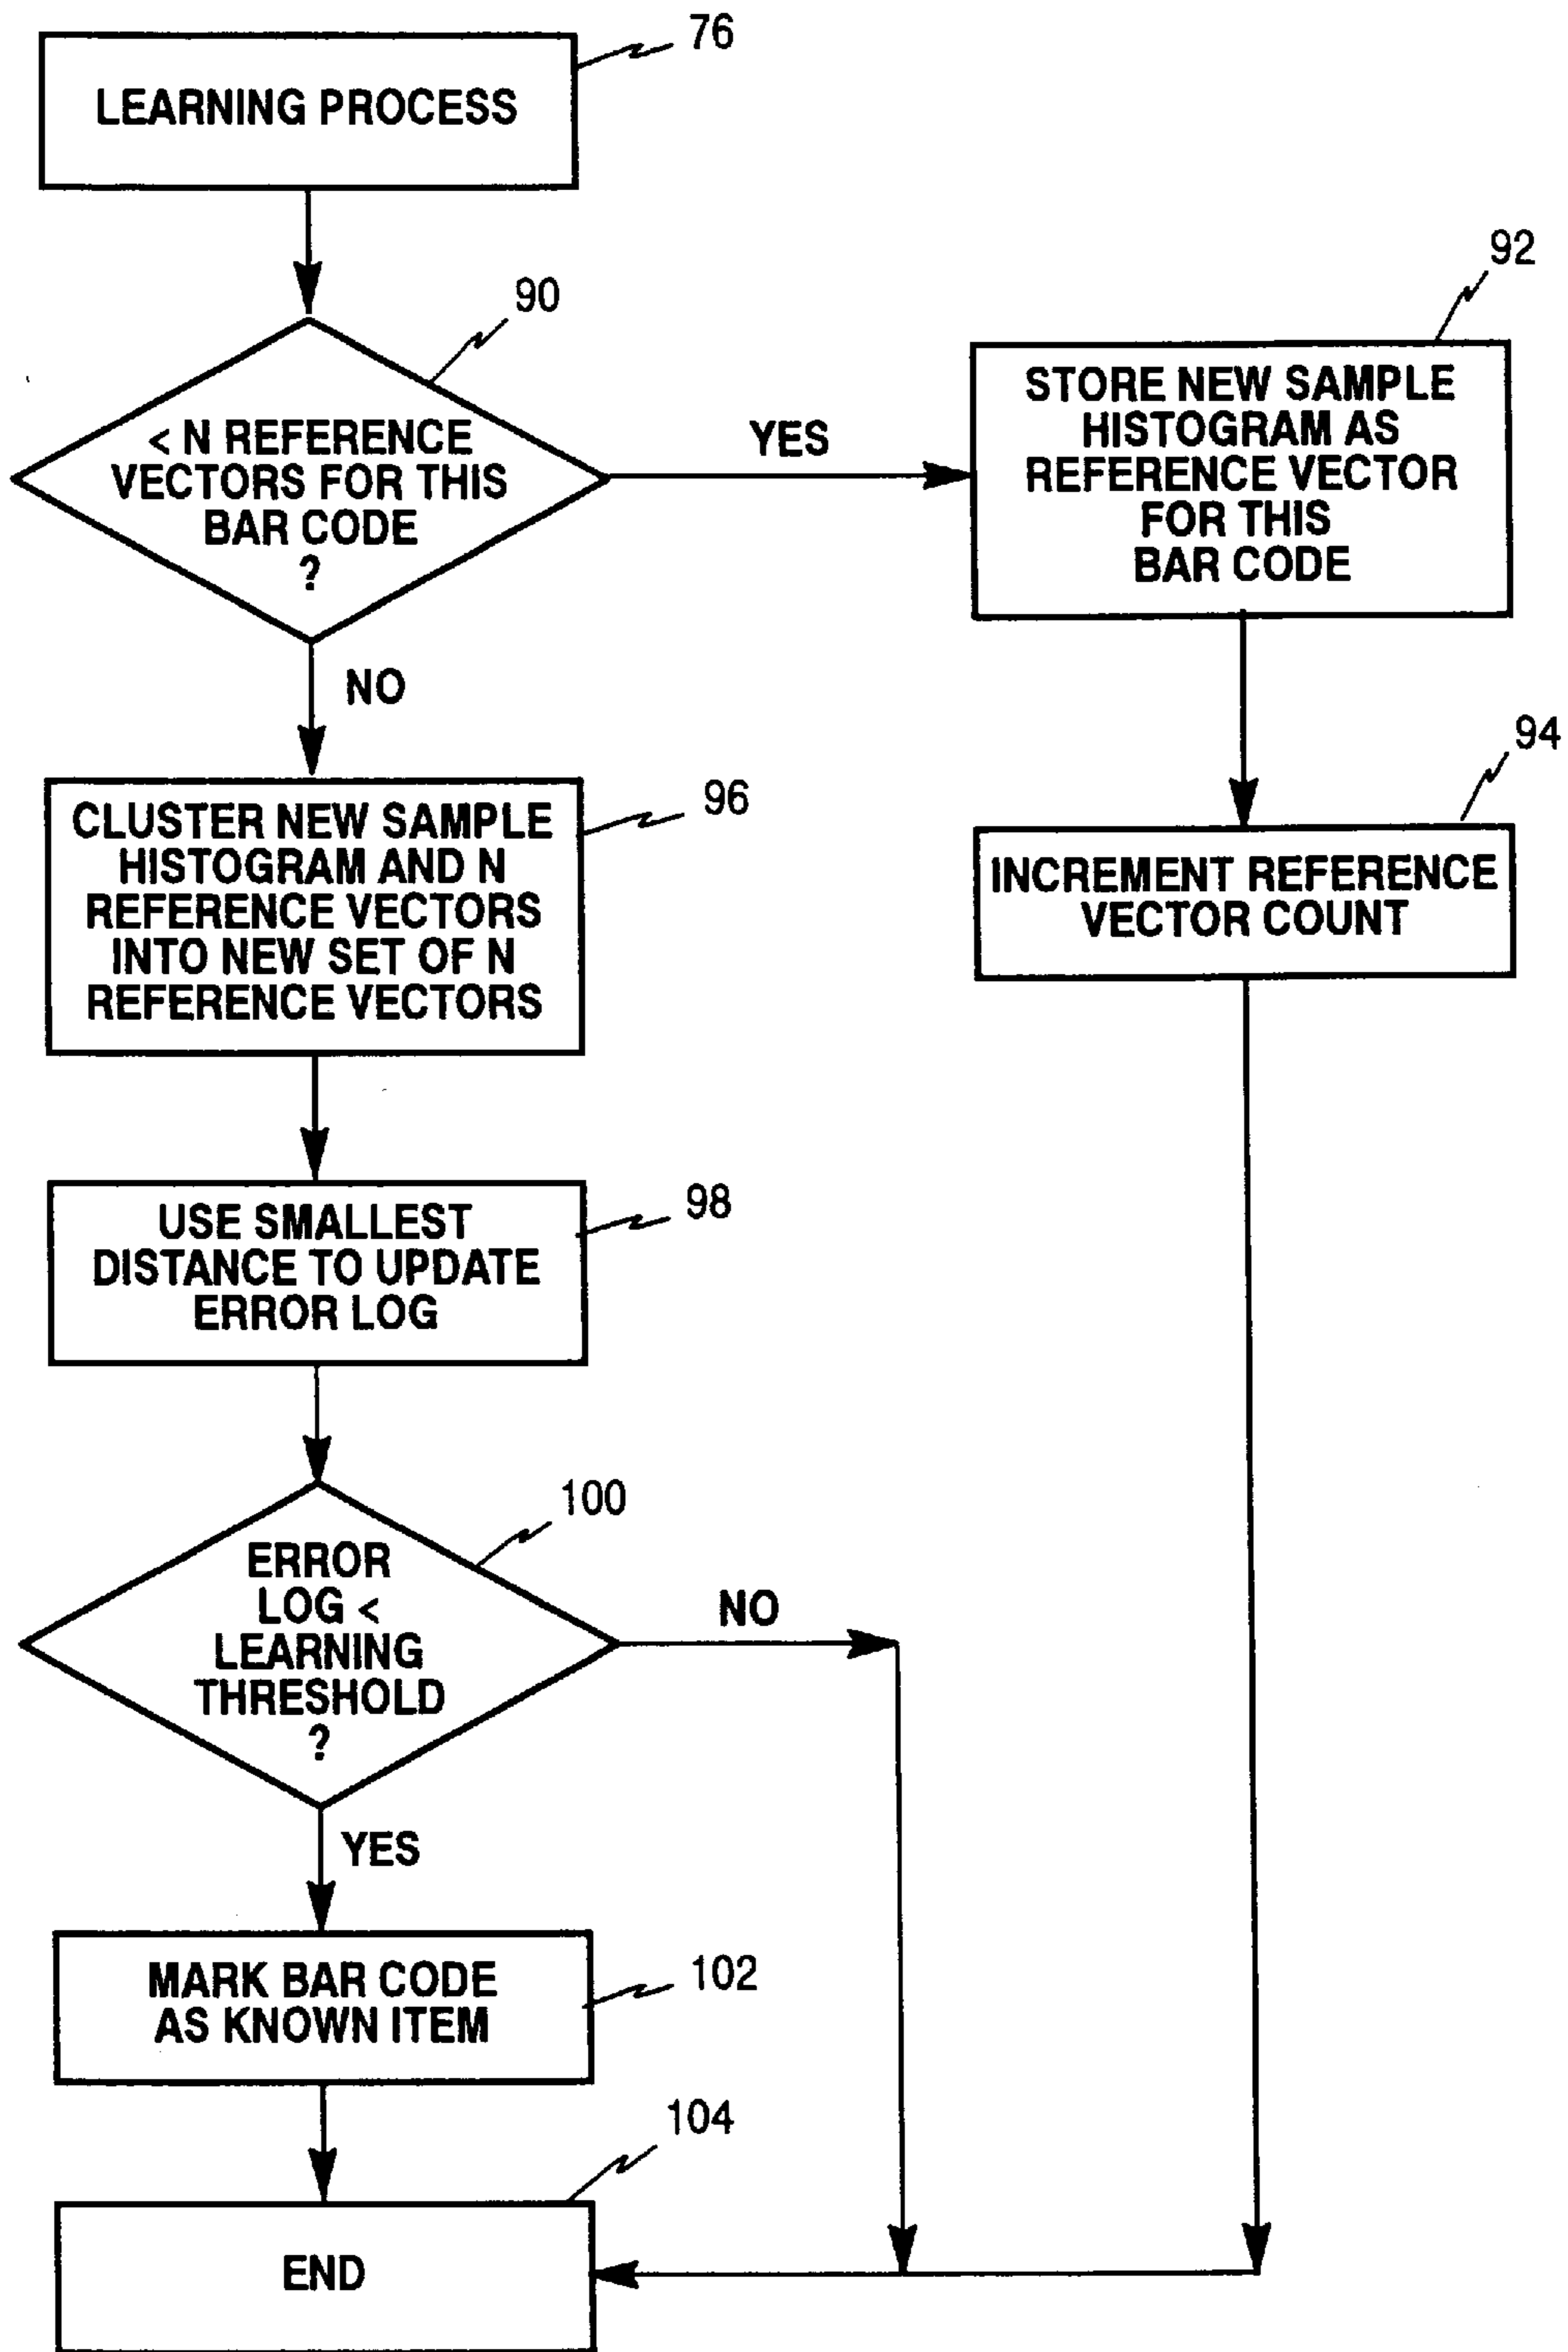 76
LEARNING PROCESS
90
< N REFERENCE
VECTORS FOR THIS
BAR CODE
?
YES
NO
92
STORE NEW SAMPLE
HISTOGRAM AS
REFERENCE VECTOR
FOR THIS
BAR CODE
94
INCREMENT REFERENCE
VECTOR COUNT
96
CLUSTER NEW SAMPLE
HISTOGRAM AND N
REFERENCE VECTORS
INTO NEW SET OF N
REFERENCE VECTORS
98
USE SMALLEST
DISTANCE TO UPDATE
ERROR LOG
100
ERROR
LOG <
LEARNING
THRESHOLD
?
NO
YES
102
MARK BAR CODE
AS KNOWN ITEM
104
END